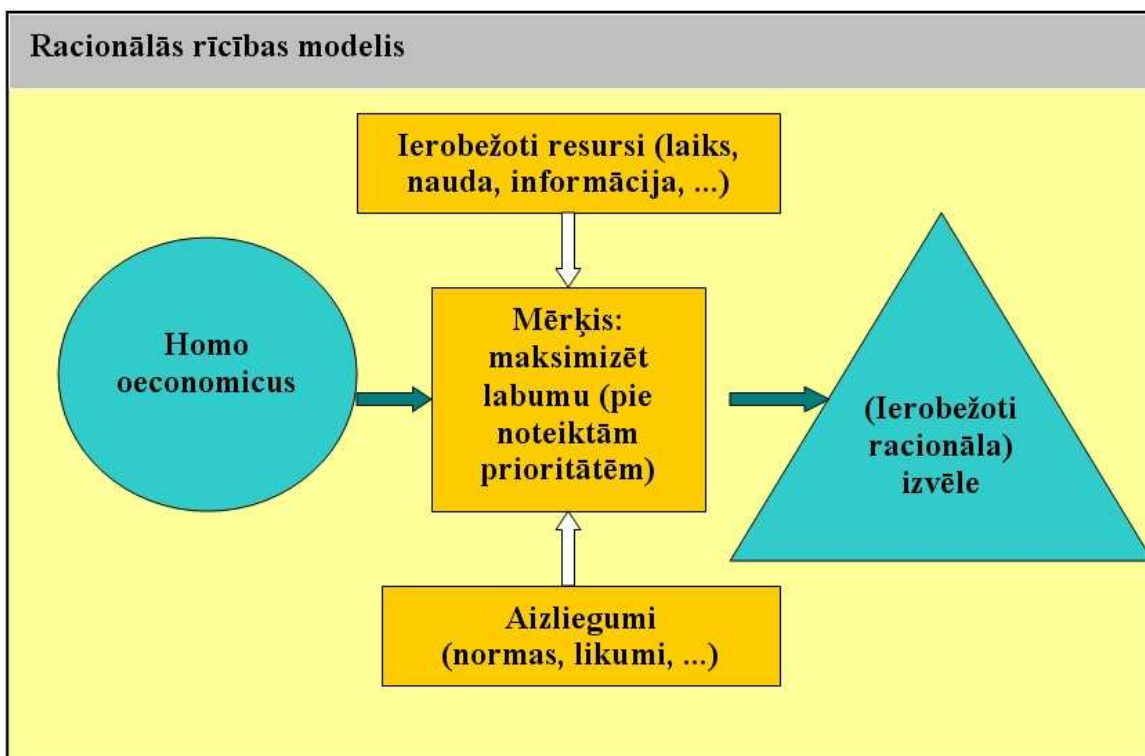 Racionālās rīcības modelis
Ierobežoti resursi (laiks,
nauda, informācija, ...)
Homo
oeconomicus
Mērķis:
maksimizēt
labumu (pie
noteiktām
prioritātēm)
(Ierobežoti
racionāla)
izvēle
Aizliegumi
(normas, likumi, ...)